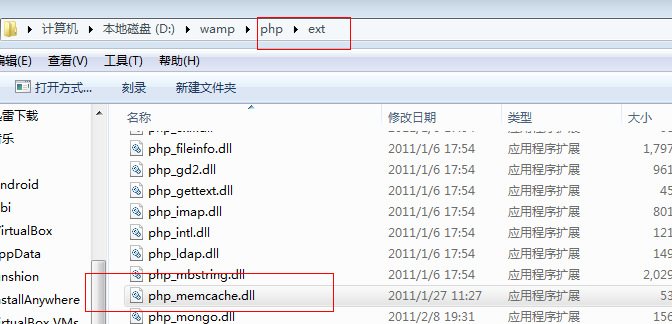 计算机 本地磁盘 (D:) wamp php ext
编辑(E) 查看(V) 工具(T) 帮助(H)
打开方式... 刻录 新建文件夹
迅雷下载
音乐
ndroid
bi
irtualBox
ppData
unshion
nstallAnywhere
irtualBox VMs
名称 修改日期 类型 大小
php_fileinfo.dll 2011/1/6 17:54 应用程序扩展 1,797
php_gd2.dll 2011/1/6 17:54 应用程序扩展 961
php_gettext.dll 2011/1/6 17:54 应用程序扩展 45
php_imap.dll 2011/1/6 17:54 应用程序扩展 801
php_intl.dll 2011/1/6 17:54 应用程序扩展 121
php_ldap.dll 2011/1/6 17:54 应用程序扩展 149
php_mbstring.dll 2011/1/6 17:54 应用程序扩展 2,029
php_memcache.dll 2011/1/27 11:27 应用程序扩展 53
php_mongo.dll 2011/2/8 19:31 应用程序扩展 156